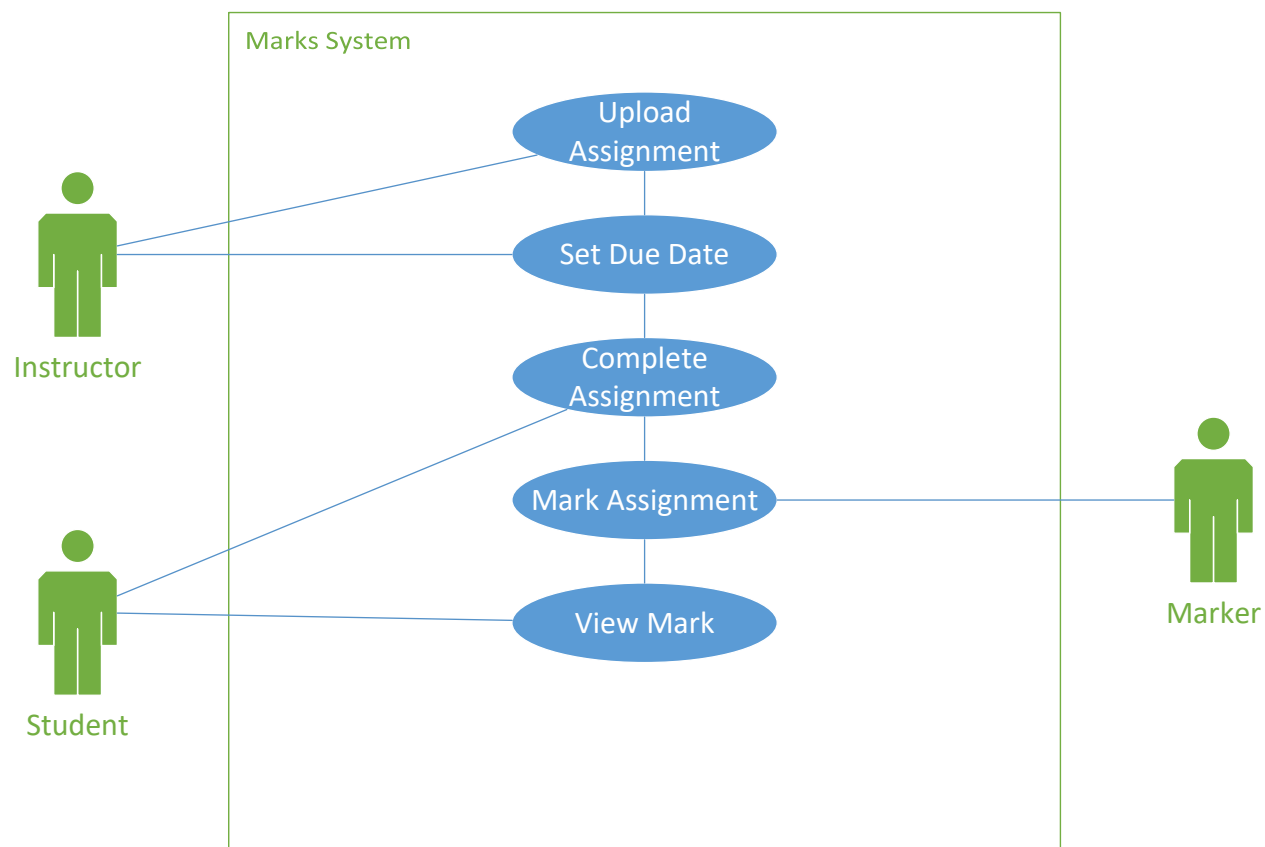 Marks System
Upload
Assignment
Set Due Date
Instructor
Complete
Assignment
Mark Assignment
Marker
View Mark
Student